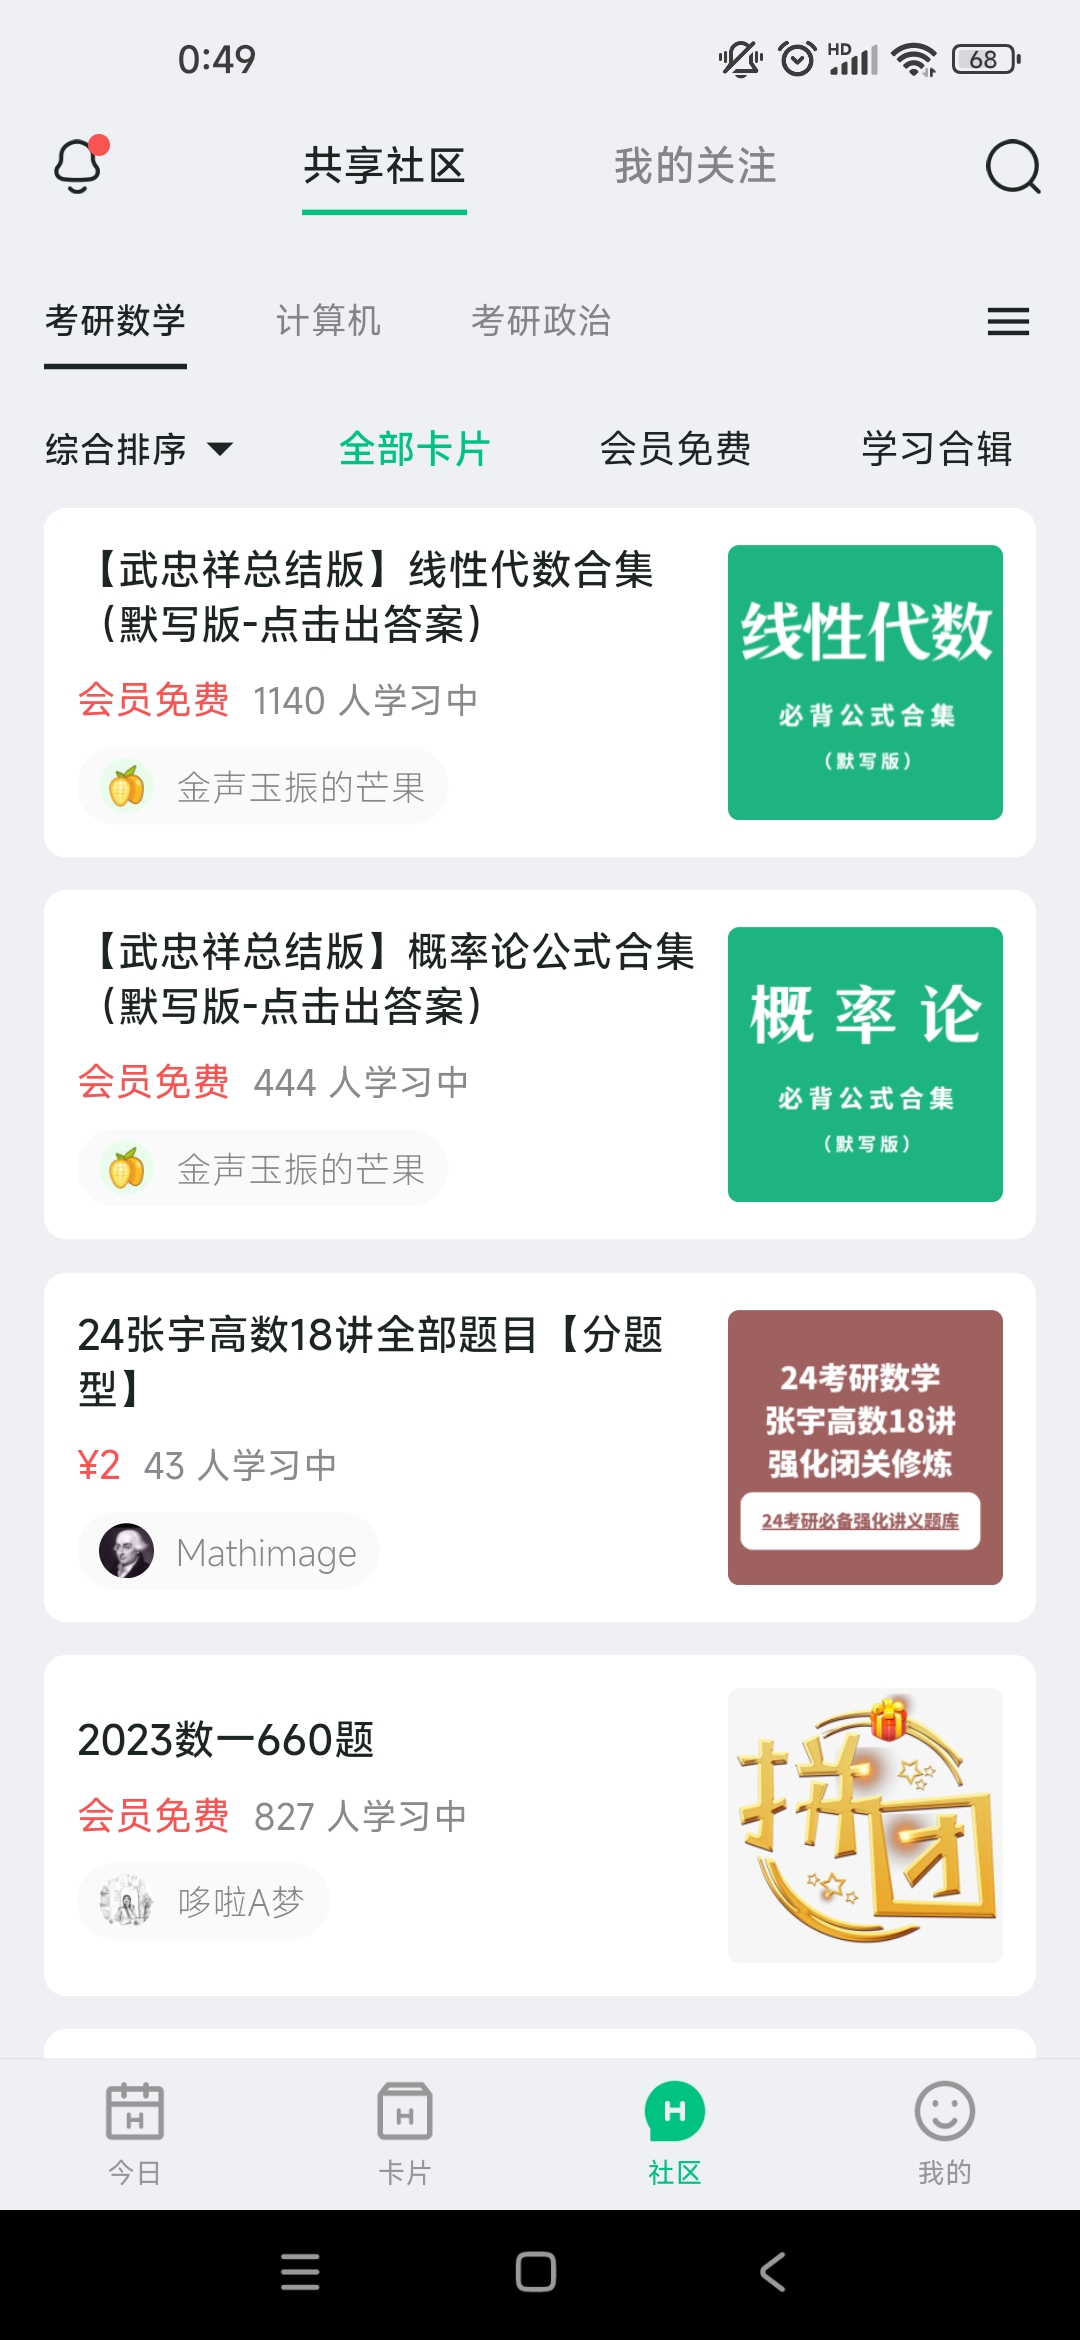 0:49
HD
68
共享社区
我的关注
考研数学
计算机
考研政治
综合排序
全部卡片
会员免费
学习合辑
【武忠祥总结版】线性代数合集
（默写版-点击出答案）
会员免费 1140 人学习中
金声玉振的芒果
线性代数
必背公式合集
（默写版）
【武忠祥总结版】概率论公式合集
（默写版-点击出答案）
会员免费 444 人学习中
金声玉振的芒果
概率论
必背公式合集
（默写版）
24张宇高数18讲全部题目【分题
型】
¥2 43 人学习中
Mathimage
24考研数学
张宇高数18讲
强化闭关修炼
24考研必备强化讲义题库
2023数一660题
会员免费 827 人学习中
哆啦A梦
拼团
今日
卡片
社区
我的